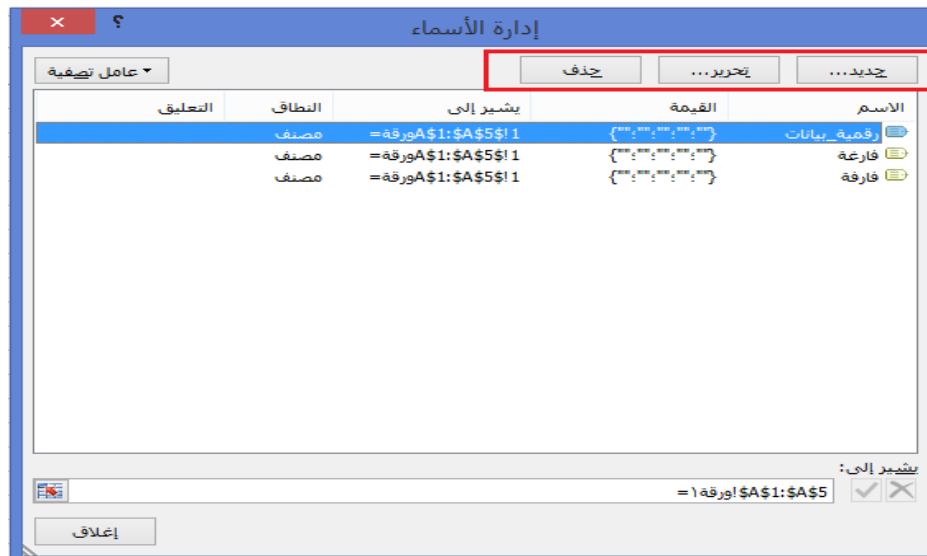 إدارة الأسماء ؟
جديد... تحرير... حذف عامل تصفية
الاسم القيمة يشير إلى النطاق التعليق
رقمية_بيانات {"";"";"";"";""} =ورقة1!$A$1:$A$5 مصنف
فارغة {"";"";"";"";""} =ورقة1!$A$1:$A$5 مصنف
فارفة {"";"";"";"";""} =ورقة1!$A$1:$A$5 مصنف
يشير إلى:
=ورقة١!$A$1:$A$5
إغلاق